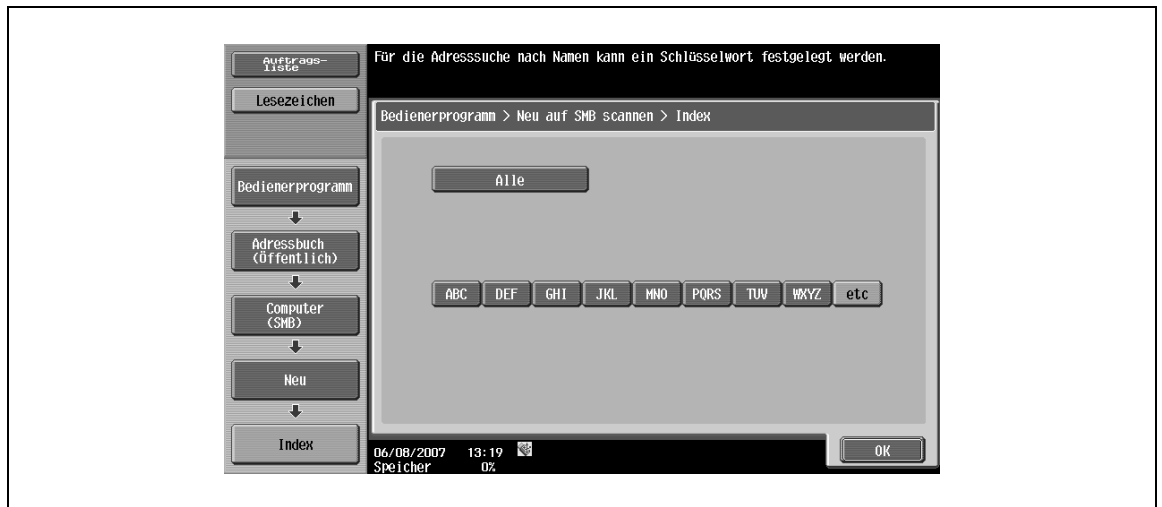 Auftrags-
liste
Lesezeichen
Bedienerprogramm
Adressbuch
(Öffentlich)
Computer
(SMB)
Neu
Index
Für die Adresssuche nach Namen kann ein Schlüsselwort festgelegt werden.
Bedienerprogramm > Neu auf SMB scannen > Index
Alle
ABC DEF GHI JKL MNO PQRS TUV WXYZ etc
06/08/2007 13:19
Speicher 0%
OK